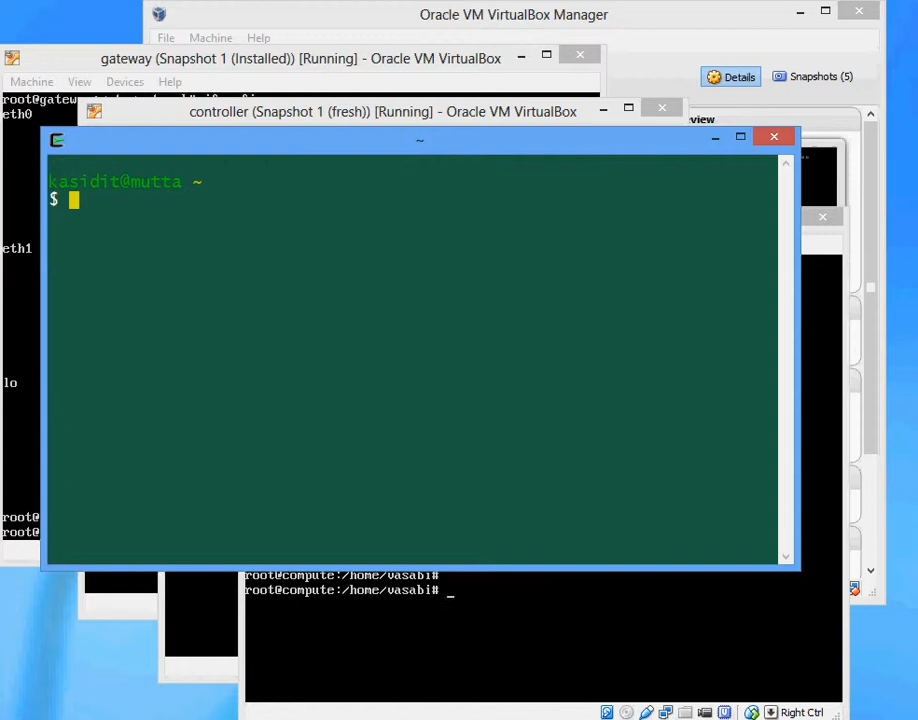 Oracle VM VirtualBox Manager
File Machine Help
gateway (Snapshot 1 (Installed)) [Running] - Oracle VM VirtualBox
Machine View Devices Help
Details Snapshots (5)
eth0
controller (Snapshot 1 (fresh)) [Running] - Oracle VM VirtualBox
view
~
kasidit@mutta ~
$
eth1
lo
root@
root@
root@compute:/home/vasabi#
root@compute:/home/vasabi# _
Right Ctrl